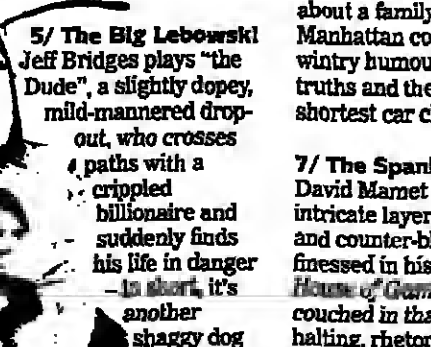 5/ The Big Lebowski
Jeff Bridges plays "the
Dude", a slightly dopey,
mild-mannered drop-
out, who crosses
paths with a
crippled
billionaire and
suddenly finds
his life in danger
– In short, it's
another
shaggy dog
about a family
Manhattan co
wintry humou
truths and the
shortest car c
7/ The Span
David Mamet
intricate layer
and counter-bl
finessed in his
House of Gam
couched in tha
halting, rhetor